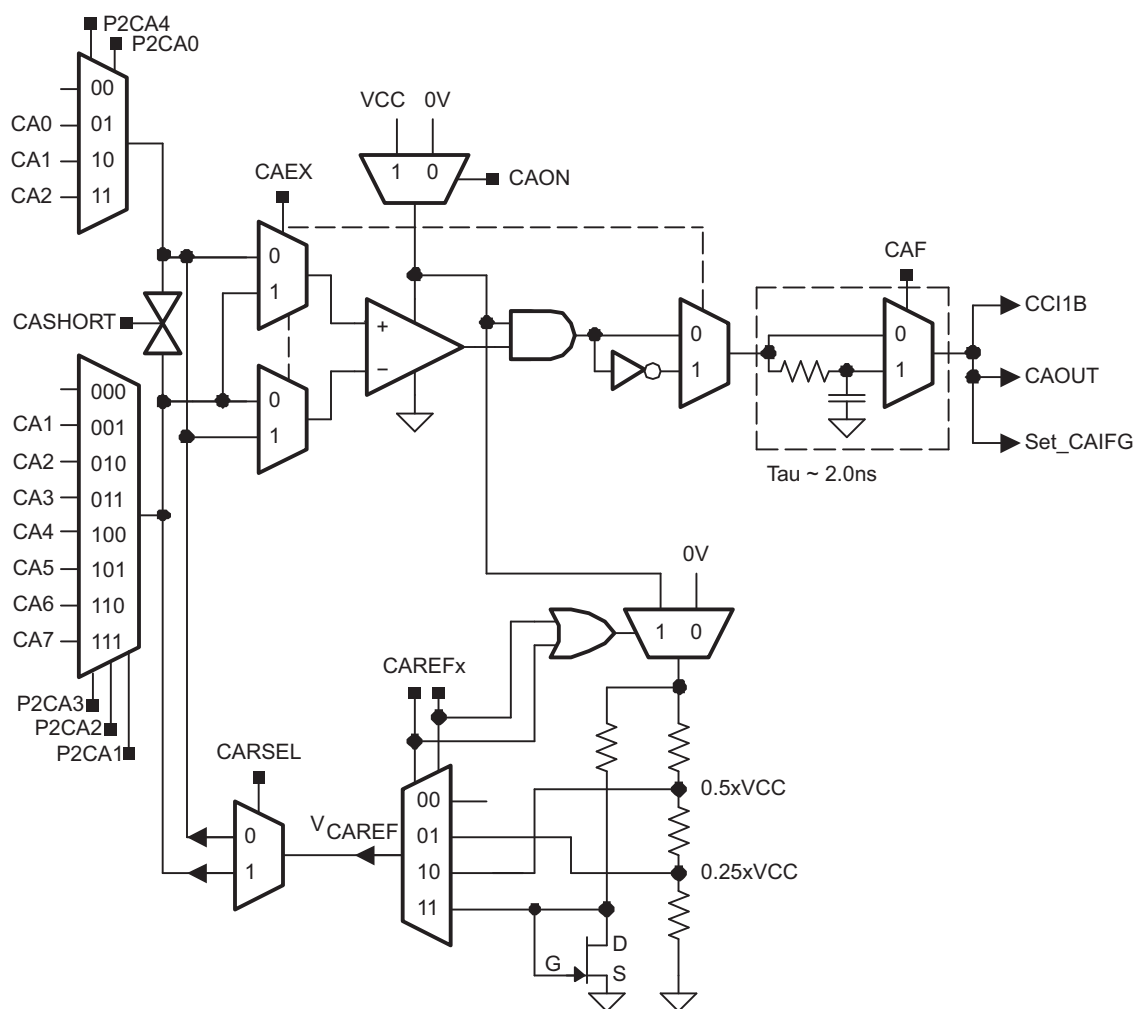 P2CA4
P2CA0
00
CA0 01
CA1 10
CA2 11
VCC 0V
1 0
CAON
CAEX
0
1
CASHORT
+
−
0
1
0
1
CAF
0
1
CCI1B
CAOUT
Set_CAIFG
Tau ~ 2.0ns
000
CA1 001
CA2 010
CA3 011
CA4 100
CA5 101
CA6 110
CA7 111
P2CA3
P2CA2
P2CA1
0V
1 0
CAREFx
CARSEL
0
1
VCAREF
00
01
10
11
0.5xVCC
0.25xVCC
D
G
S